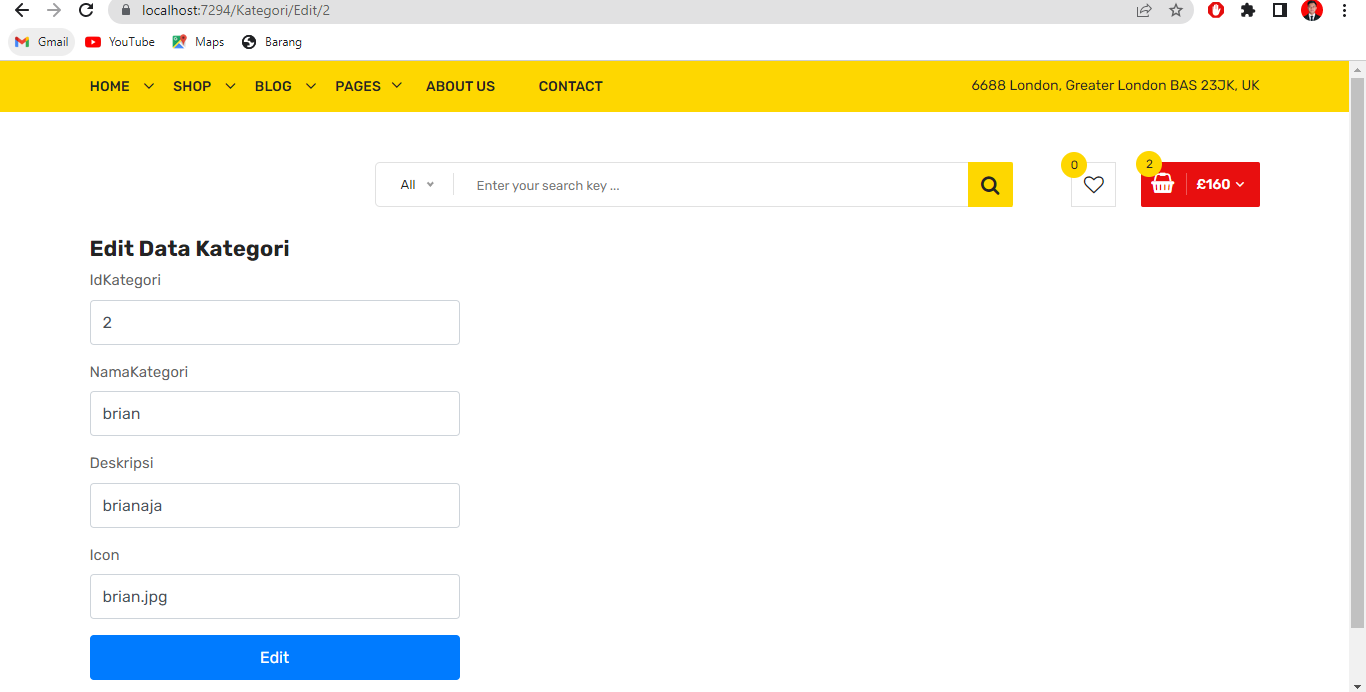 localhost:7294/Kategori/Edit/2
Gmail YouTube Maps Barang
HOME SHOP BLOG PAGES ABOUT US CONTACT 6688 London, Greater London BAS 23JK, UK
0 2
All Enter your search key ... £160
Edit Data Kategori
IdKategori
2
NamaKategori
brian
Deskripsi
brianaja
Icon
brian.jpg
Edit